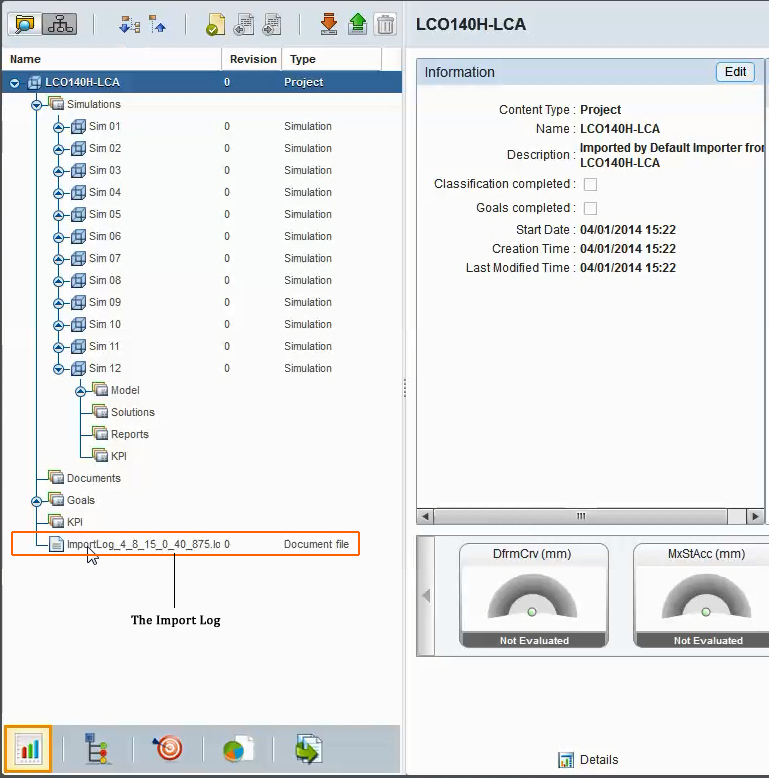 LCO140H-LCA
Name Revision Type
LCO140H-LCA 0 Project
Simulations
Sim 01 0 Simulation
Sim 02 0 Simulation
Sim 03 0 Simulation
Sim 04 0 Simulation
Sim 05 0 Simulation
Sim 06 0 Simulation
Sim 07 0 Simulation
Sim 08 0 Simulation
Sim 09 0 Simulation
Sim 10 0 Simulation
Sim 11 0 Simulation
Sim 12 0 Simulation
Model
Solutions
Reports
KPI
Documents
Goals
KPI
ImportLog_4_8_15_0_40_875.lo 0 Document file
The Import Log
Information Edit
Content Type : Project
Name : LCO140H-LCA
Description : Imported by Default Importer from
LCO140H-LCA
Classification completed :
Goals completed :
Start Date : 04/01/2014 15:22
Creation Time : 04/01/2014 15:22
Last Modified Time : 04/01/2014 15:22
DfrmCrv (mm) MxStAcc (mm)
Not Evaluated Not Evaluated
Details